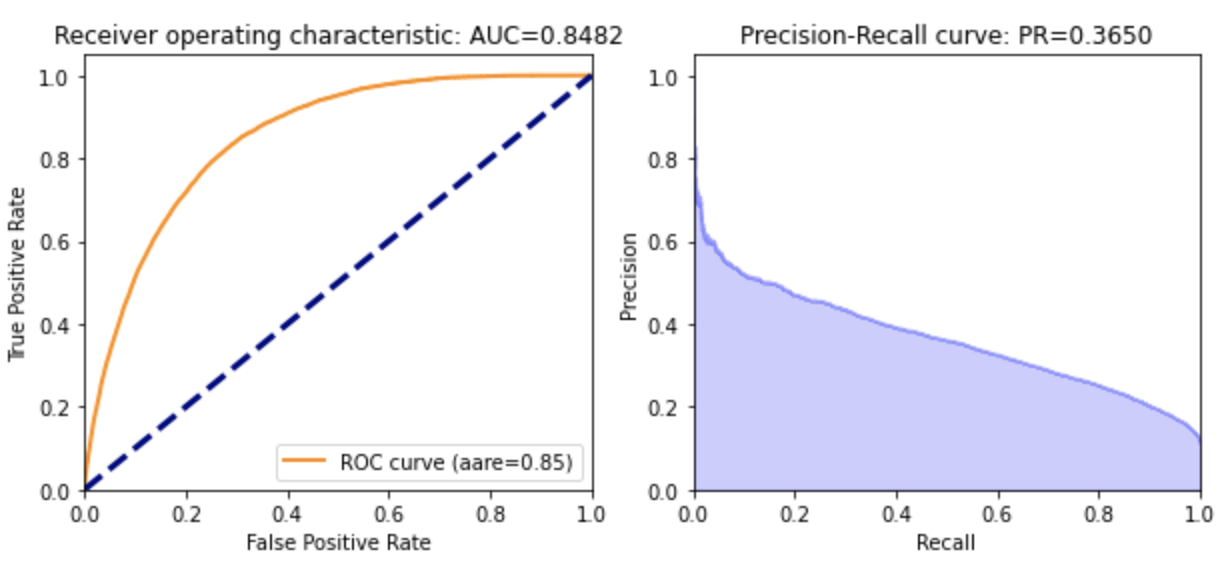 Receiver operating characteristic: AUC=0.8482
True Positive Rate
1.0
0.8
0.6
0.4
0.2
0.0
ROC curve (aare=0.85)
0.0 0.2 0.4 0.6 0.8 1.0
False Positive Rate
Precision-Recall curve: PR=0.3650
Precision
1.0
0.8
0.6
0.4
0.2
0.0
0.0 0.2 0.4 0.6 0.8 1.0
Recall